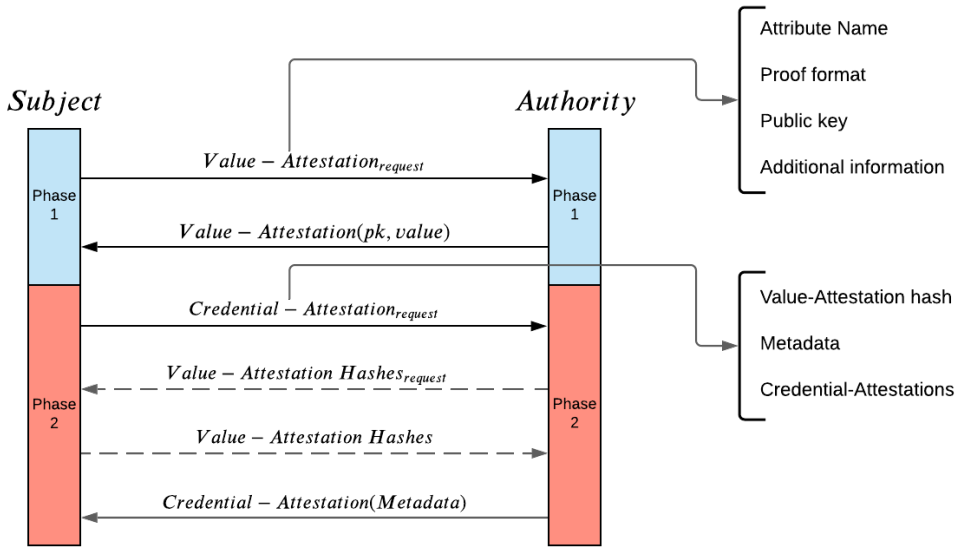 Attribute Name
Proof format
Public key
Additional information
Subject
Authority
Value − Attestation_request
Phase
1
Phase
1
Value − Attestation(pk, value)
Credential − Attestation_request
Value-Attestation hash
Metadata
Credential-Attestations
Value − Attestation Hashes_request
Phase
2
Phase
2
Value − Attestation Hashes
Credential − Attestation(Metadata)